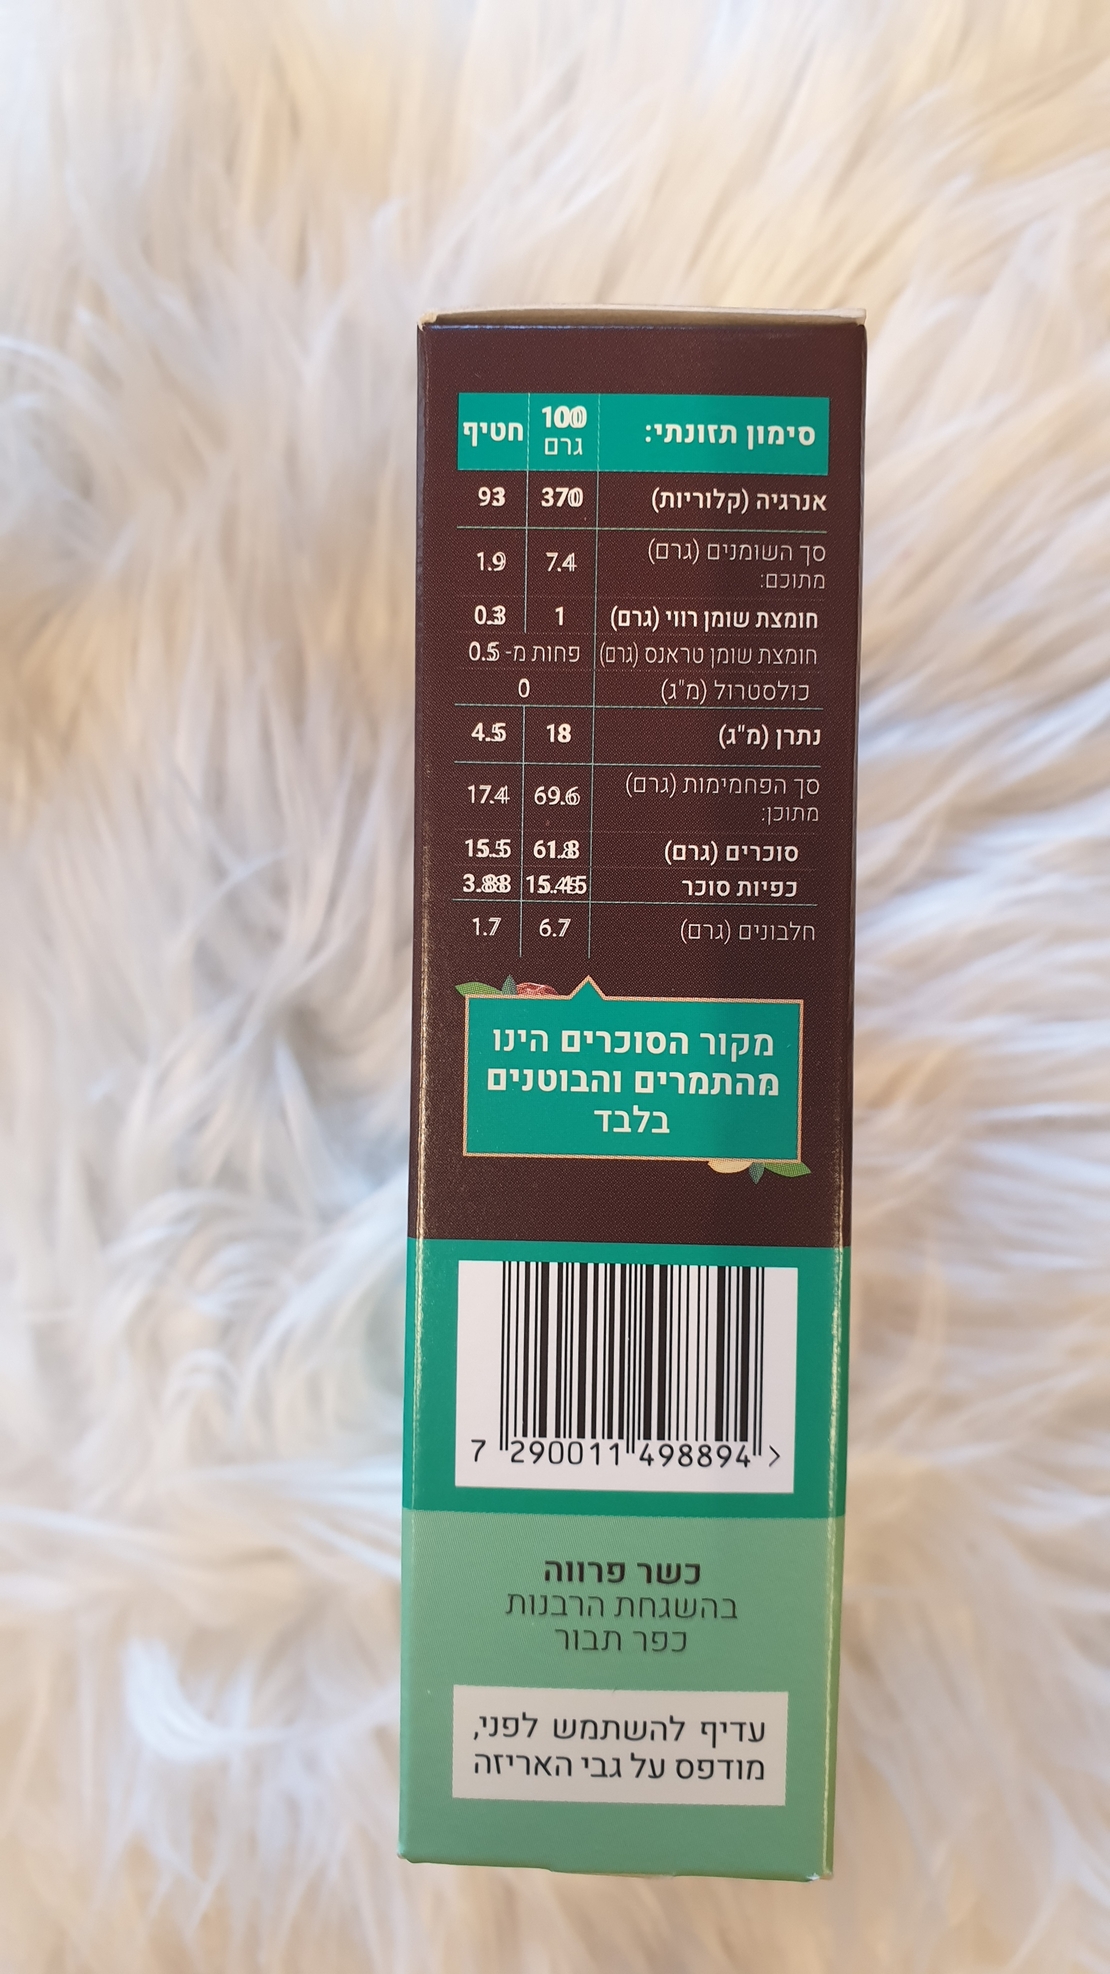 סימון תזונתי: 100 גרם חטיף
אנרגיה (קלוריות) 370 93
סך השומנים (גרם) 7.4 1.9
מתוכם:
חומצת שומן רווי (גרם) 1 0.3
חומצת שומן טראנס (גרם) פחות מ- 0.5
כולסטרול (מ"ג) 0
נתרן (מ"ג) 18 4.5
סך הפחמימות (גרם) 69.6 17.4
מתוכן:
סוכרים (גרם) 61.8 15.5
כפיות סוכר 15.45 3.88
חלבונים (גרם) 6.7 1.7
מקור הסוכרים הינו
מהתמרים והבוטנים
בלבד
7 290011 498894 >
כשר פרווה
בהשגחת הרבנות
כפר תבור
עדיף להשתמש לפני,
מודפס על גבי האריזה